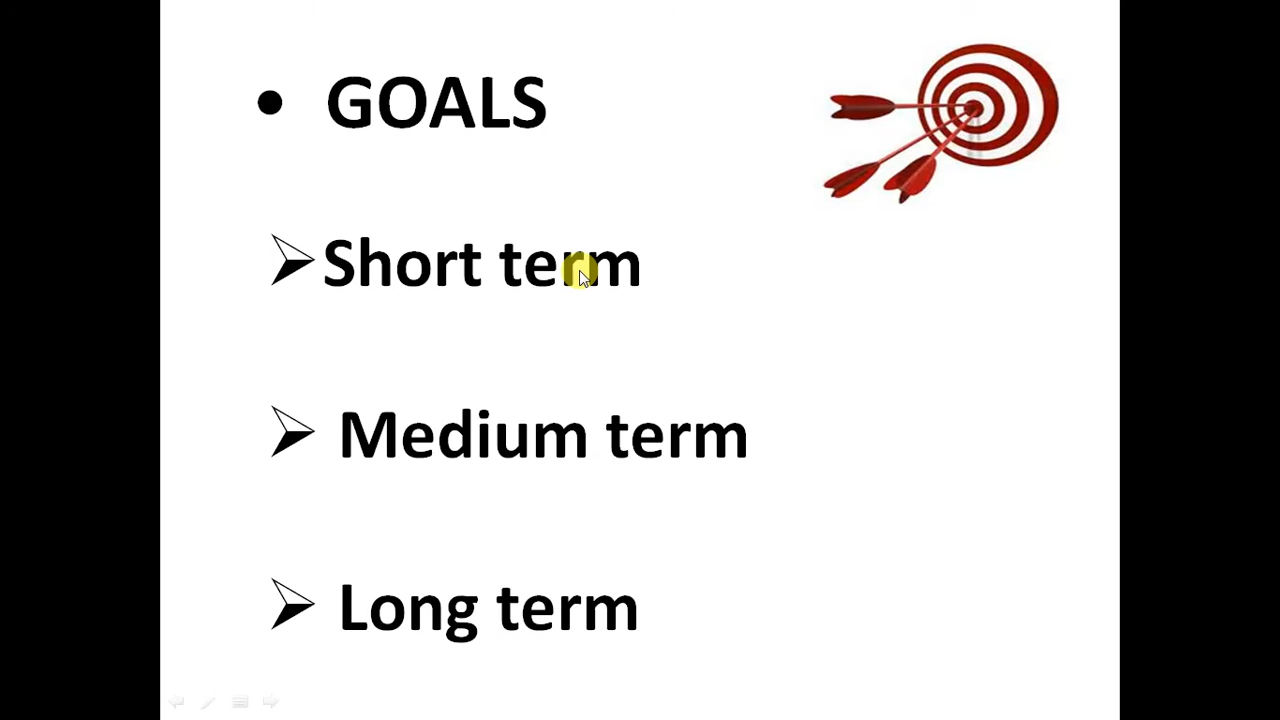 • GOALS
➢Short term
➢ Medium term
➢ Long term